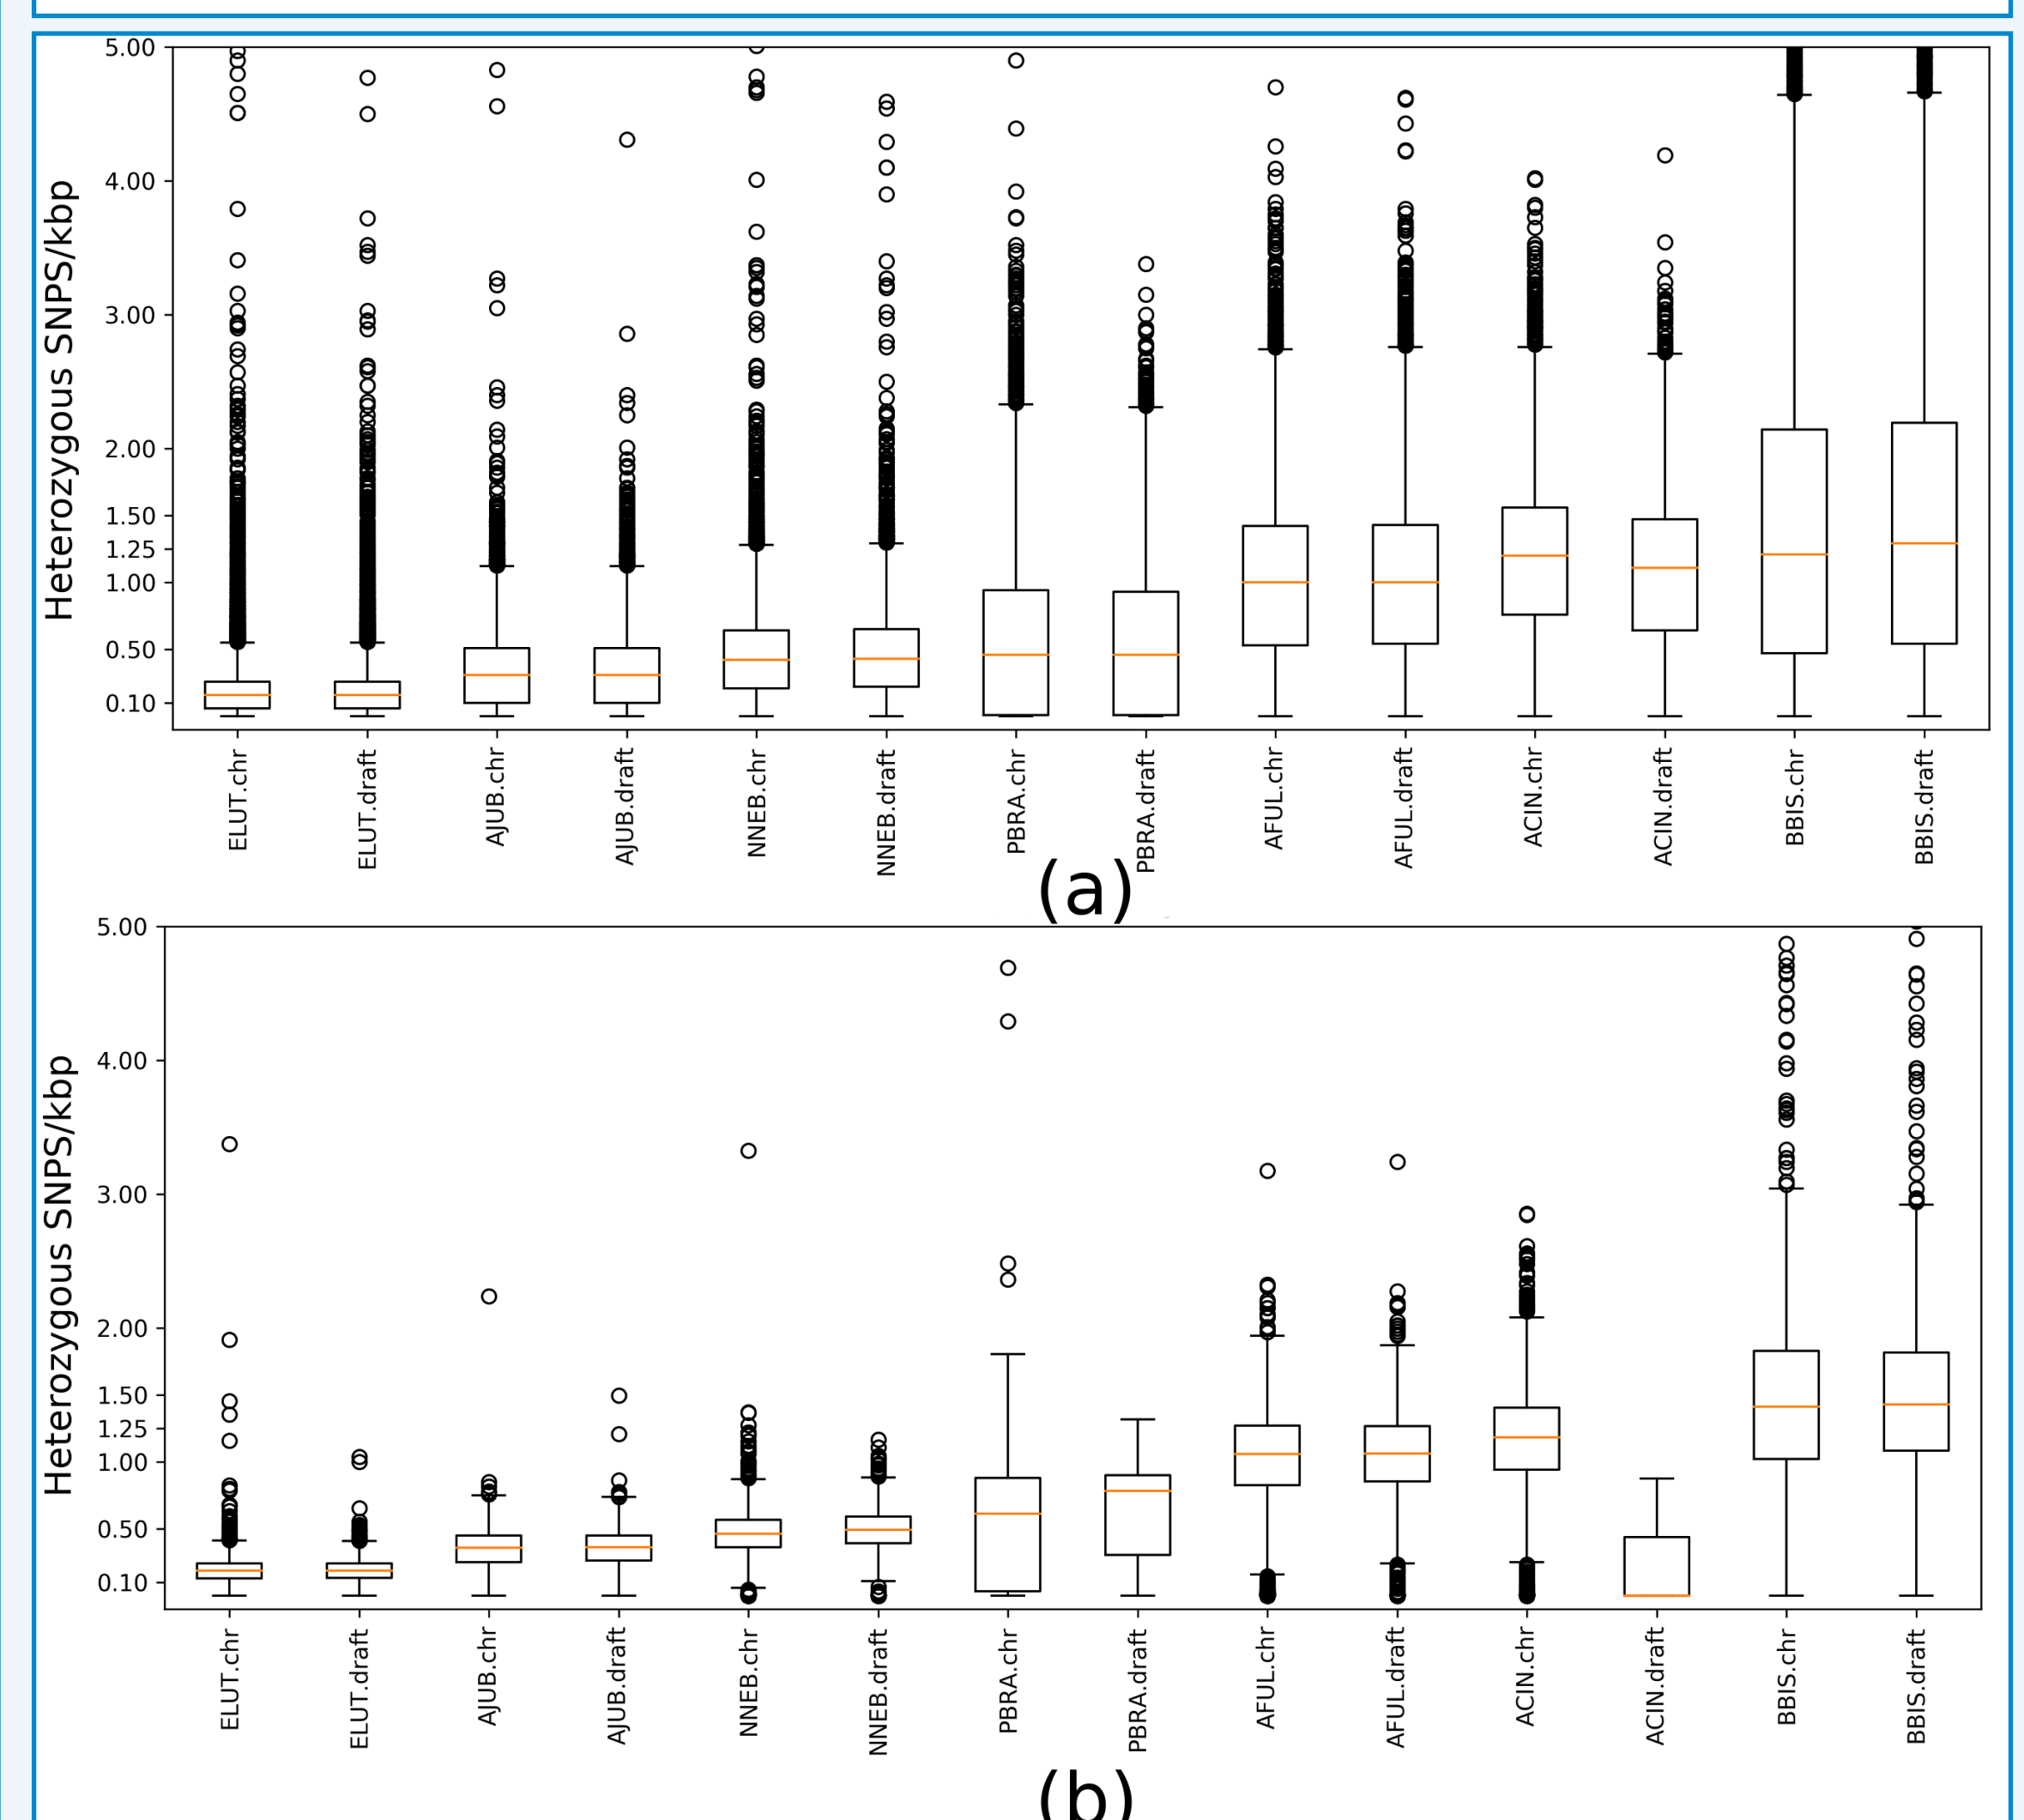 Heterozygous SNPS/kbp
5.00
4.00
3.00
2.00
1.50
1.25
1.00
0.50
0.10
ELUT.chr
ELUT.draft
AJUB.chr
AJUB.draft
NNEB.chr
NNEB.draft
PBRA.chr
PBRA.draft
AFUL.chr
AFUL.draft
ACIN.chr
ACIN.draft
BBIS.chr
BBIS.draft
(a)
Heterozygous SNPS/kbp
5.00
4.00
3.00
2.00
1.50
1.25
1.00
0.50
0.10
ELUT.chr
ELUT.draft
AJUB.chr
AJUB.draft
NNEB.chr
NNEB.draft
PBRA.chr
PBRA.draft
AFUL.chr
AFUL.draft
ACIN.chr
ACIN.draft
BBIS.chr
BBIS.draft
(b)